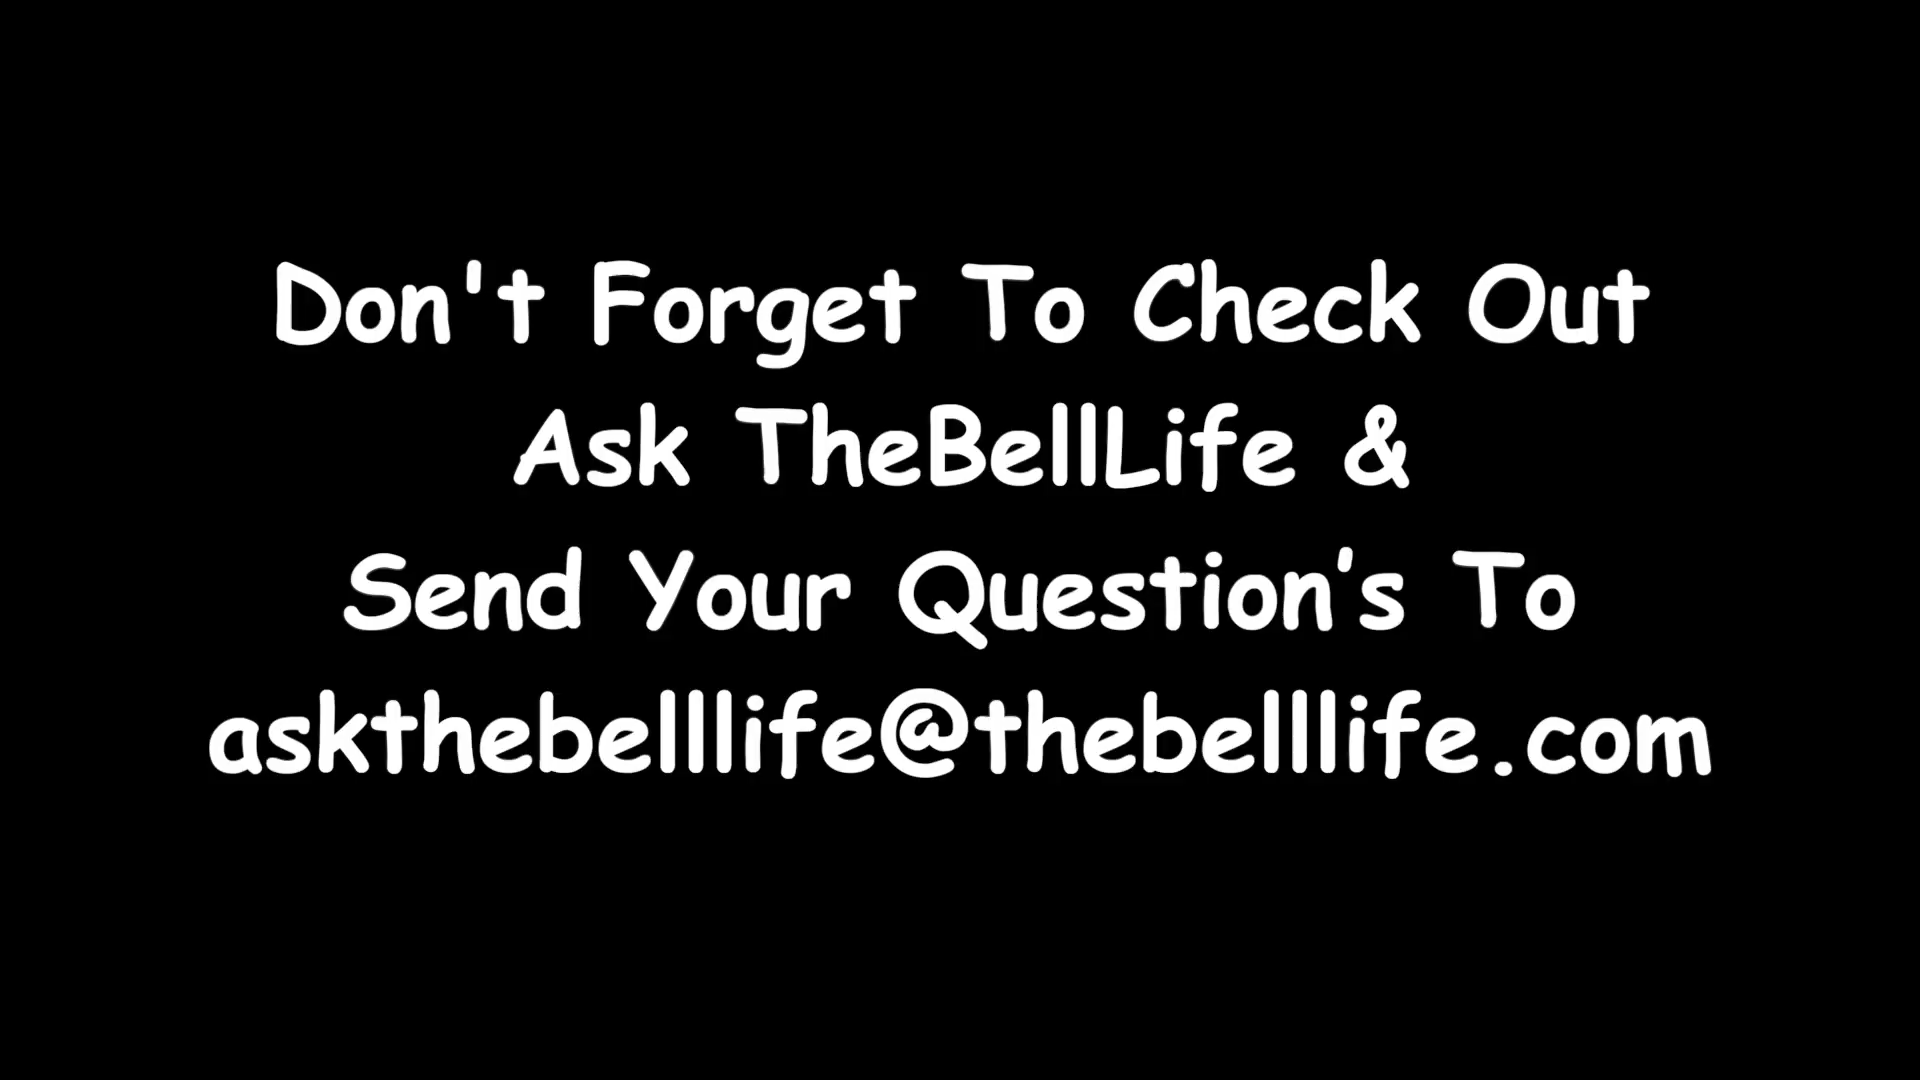 Don't Forget To Check Out
Ask TheBellLife &
Send Your Question’s To
askthebelllife@thebelllife.com